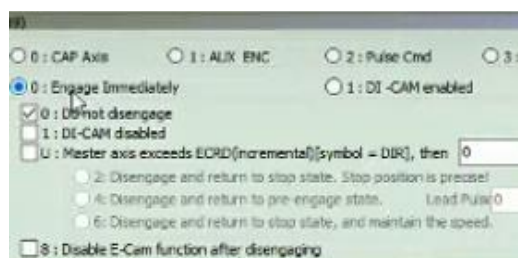 0 : CAP Axis 1 : AUX ENC 2 : Pulse Cmd 3 :
0 : Engage Immediately 1 : DI -CAM enabled
0 : Do not disengage
1 : DI-CAM disabled
U : Master axis exceeds ECRD(incremental)[symbol = DIR], then 0
2: Disengage and return to stop state. Stop position is precise!
4: Disengage and return to pre-engage state. Lead Pulse 0
6: Disengage and return to stop state, and maintain the speed.
8 : Disable E-Cam function after disengaging